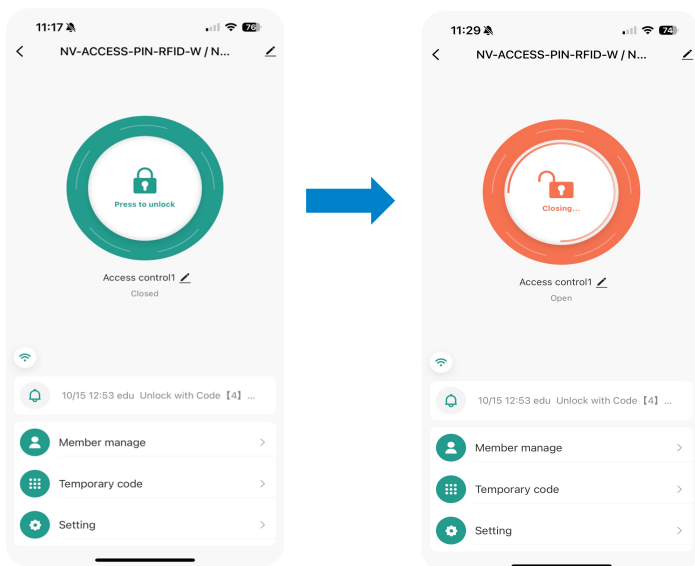 11:17
76
NV-ACCESS-PIN-RFID-W / N...
Press to unlock
Access control1
Closed
10/15 12:53 edu Unlock with Code【4】...
Member manage
Temporary code
Setting
11:29
74
NV-ACCESS-PIN-RFID-W / N...
Closing...
Access control1
Open
10/15 12:53 edu Unlock with Code【4】...
Member manage
Temporary code
Setting